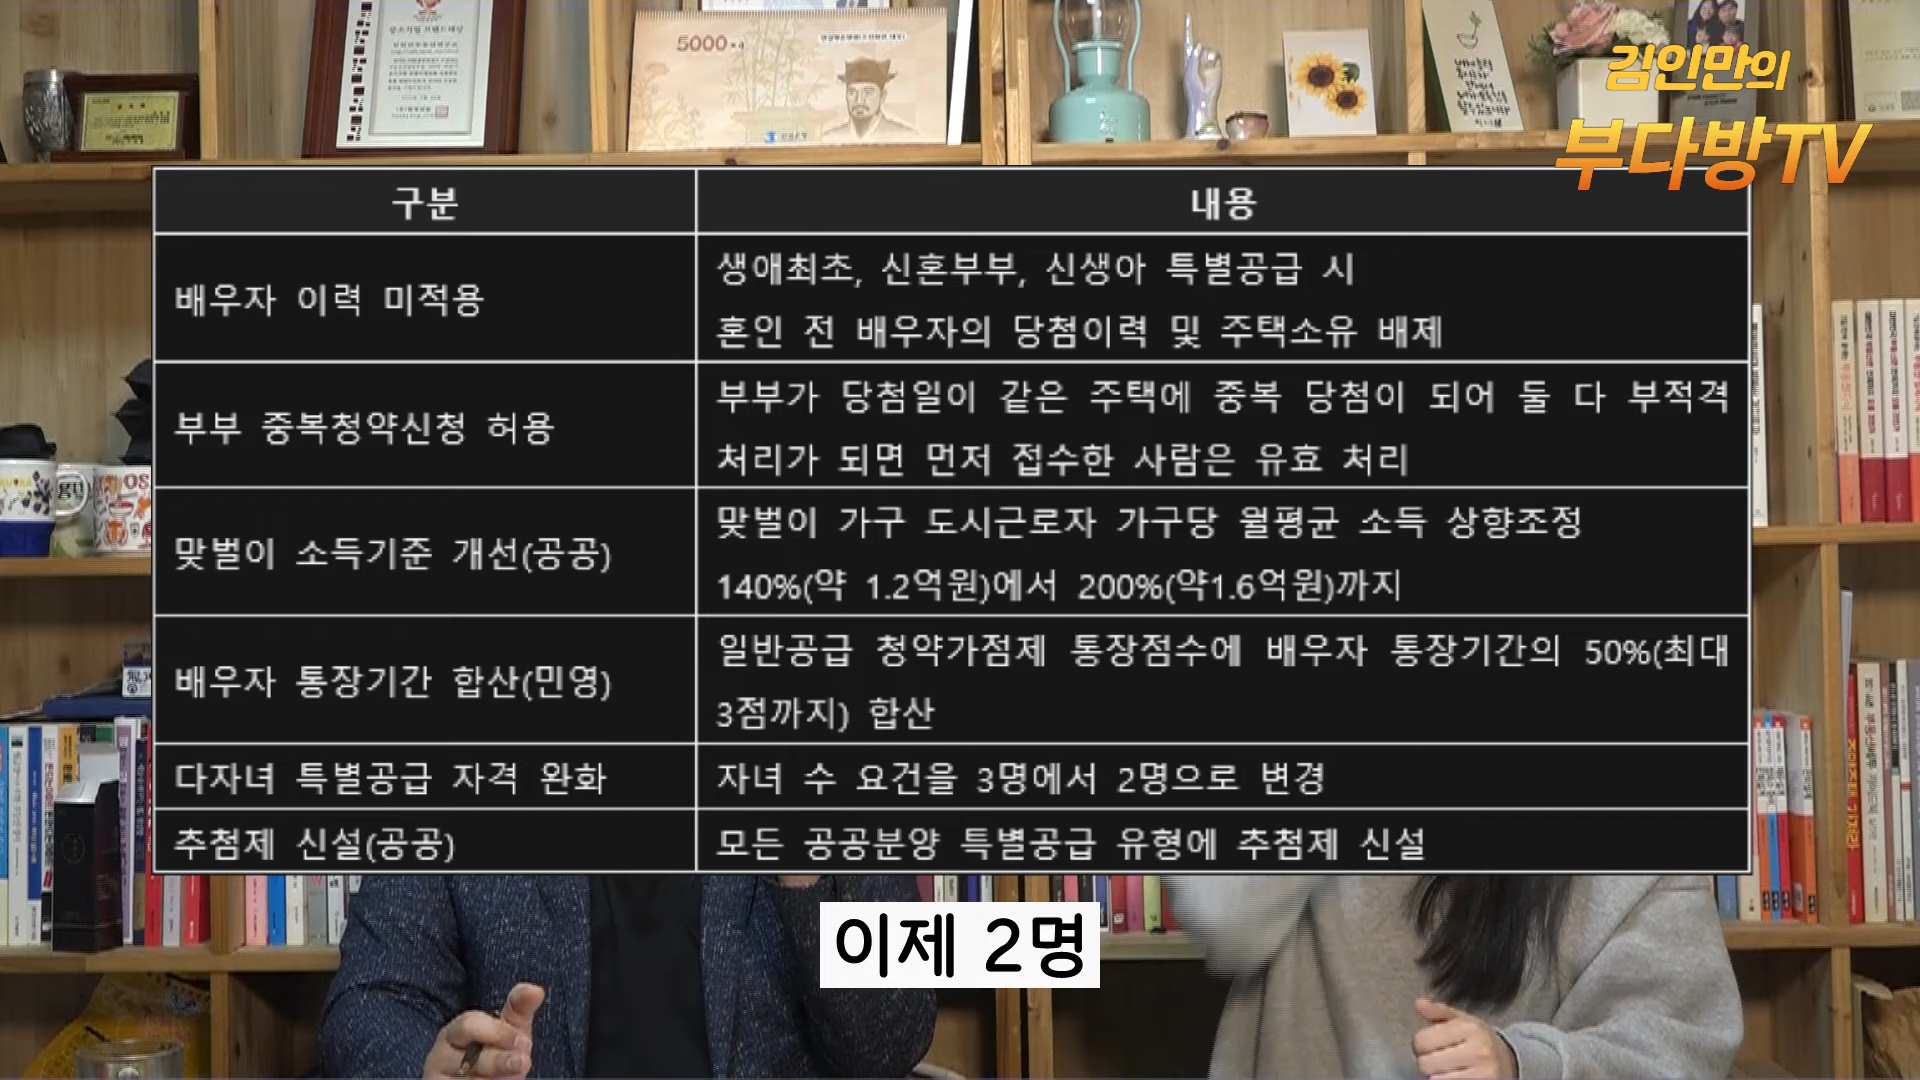 5000
김인만의
부다방TV
구분
내용
배우자 이력 미적용
생애최초, 신혼부부, 신생아 특별공급 시
혼인 전 배우자의 당첨이력 및 주택소유 배제
부부 중복청약신청 허용
부부가 당첨일이 같은 주택에 중복 당첨이 되어 둘 다 부적격
처리가 되면 먼저 접수한 사람은 유효 처리
맞벌이 소득기준 개선(공공)
맞벌이 가구 도시근로자 가구당 월평균 소득 상향조정
140%(약 1.2억원)에서 200%(약1.6억원)까지
배우자 통장기간 합산(민영)
일반공급 청약가점제 통장점수에 배우자 통장기간의 50%(최대
3점까지) 합산
다자녀 특별공급 자격 완화
자녀 수 요건을 3명에서 2명으로 변경
추첨제 신설(공공)
모든 공공분양 특별공급 유형에 추첨제 신설
이제 2명